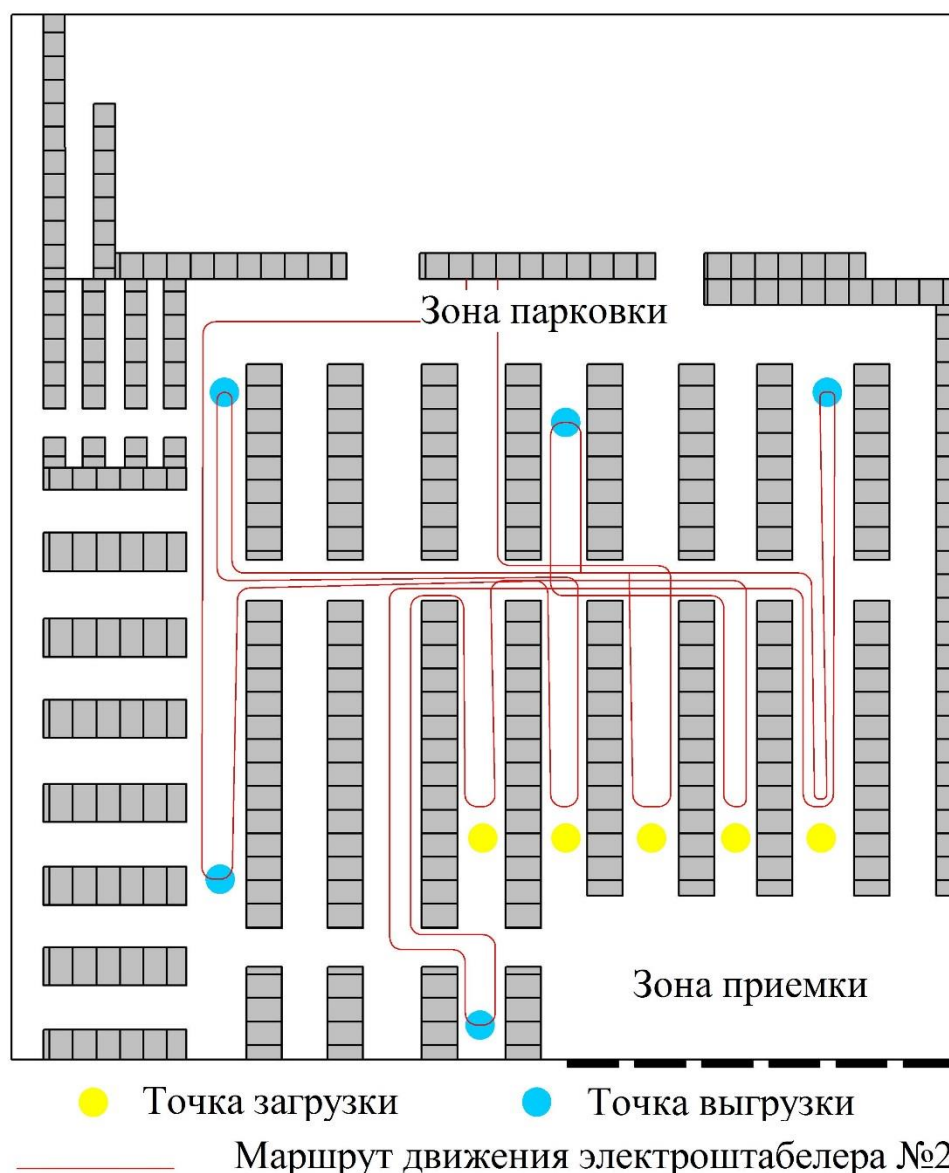 Зона парковки
Зона приемки
Точка загрузки
Точка выгрузки
Маршрут движения электроштабелера №2